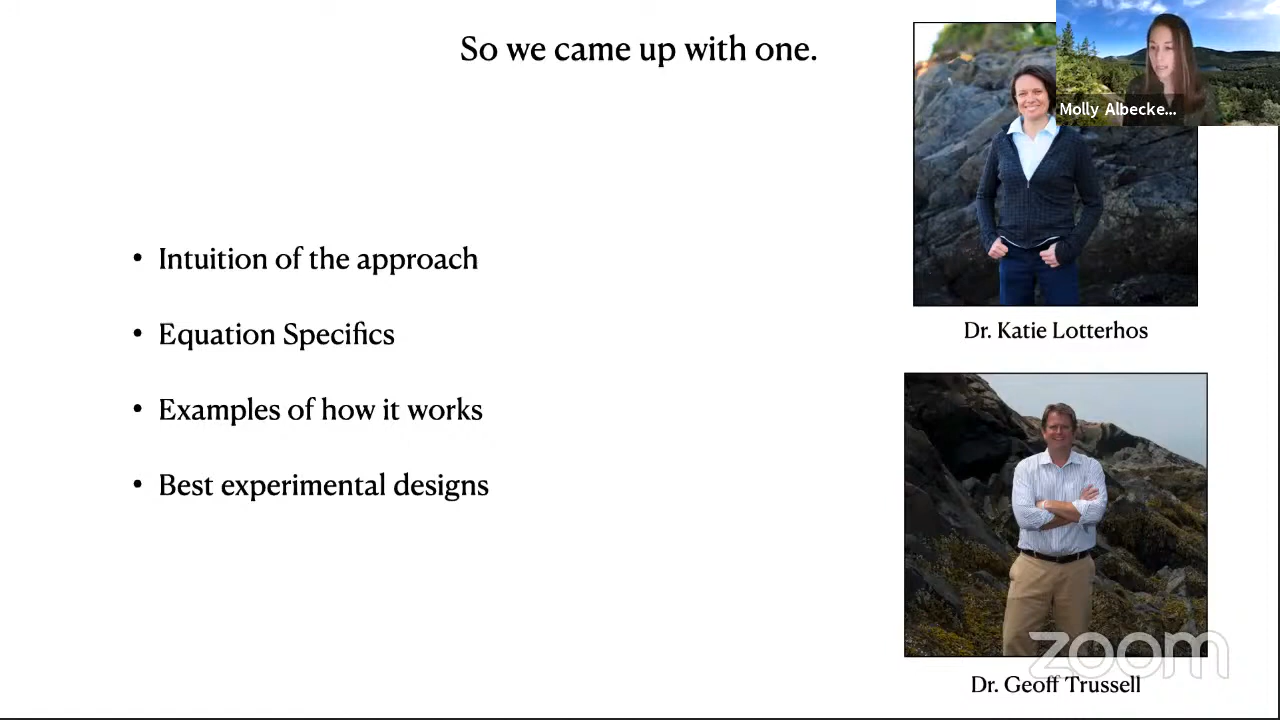 So we came up with one.
Molly Albecke...
• Intuition of the approach
• Equation Specifics
• Examples of how it works
• Best experimental designs
Dr. Katie Lotterhos
zoom
Dr. Geoff Trussell